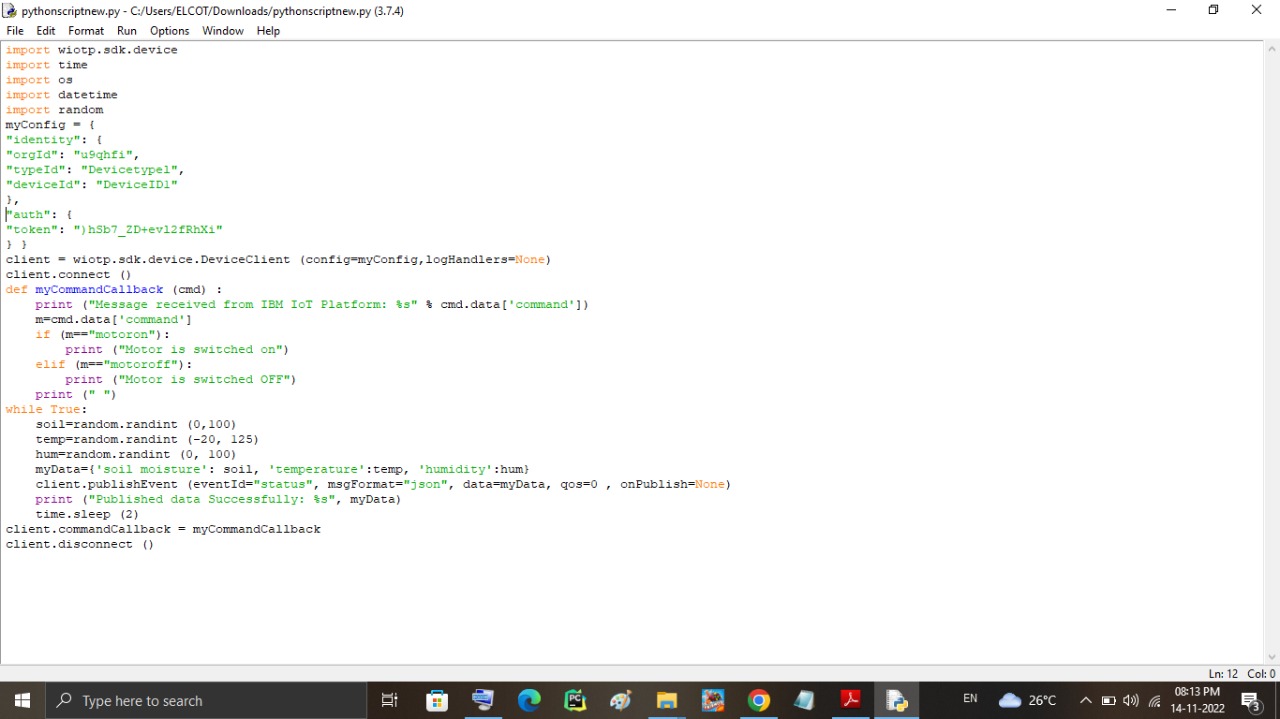 pythonscriptnew.py - C:/Users/ELCOT/Downloads/pythonscriptnew.py (3.7.4)
File Edit Format Run Options Window Help
import wiotp.sdk.device
import time
import os
import datetime
import random
myConfig = {
"identity": {
"orgId": "u9qhfi",
"typeId": "Devicetype1",
"deviceId": "DeviceID1"
},
"auth": {
"token": ")hSb7_ZD+evl2fRhXi"
} }
client = wiotp.sdk.device.DeviceClient (config=myConfig,logHandlers=None)
client.connect ()
def myCommandCallback (cmd) :
    print ("Message received from IBM IoT Platform: %s" % cmd.data['command'])
    m=cmd.data['command']
    if (m=="motoron"):
        print ("Motor is switched on")
    elif (m=="motoroff"):
        print ("Motor is switched OFF")
    print (" ")
while True:
    soil=random.randint (0,100)
    temp=random.randint (-20, 125)
    hum=random.randint (0, 100)
    myData={'soil moisture': soil, 'temperature':temp, 'humidity':hum}
    client.publishEvent (eventId="status", msgFormat="json", data=myData, qos=0 , onPublish=None)
    print ("Published data Successfully: %s", myData)
    time.sleep (2)
client.commandCallback = myCommandCallback
client.disconnect ()
Ln: 12 Col: 0
Type here to search
PC
EN
26°C
08:13 PM
14-11-2022
3